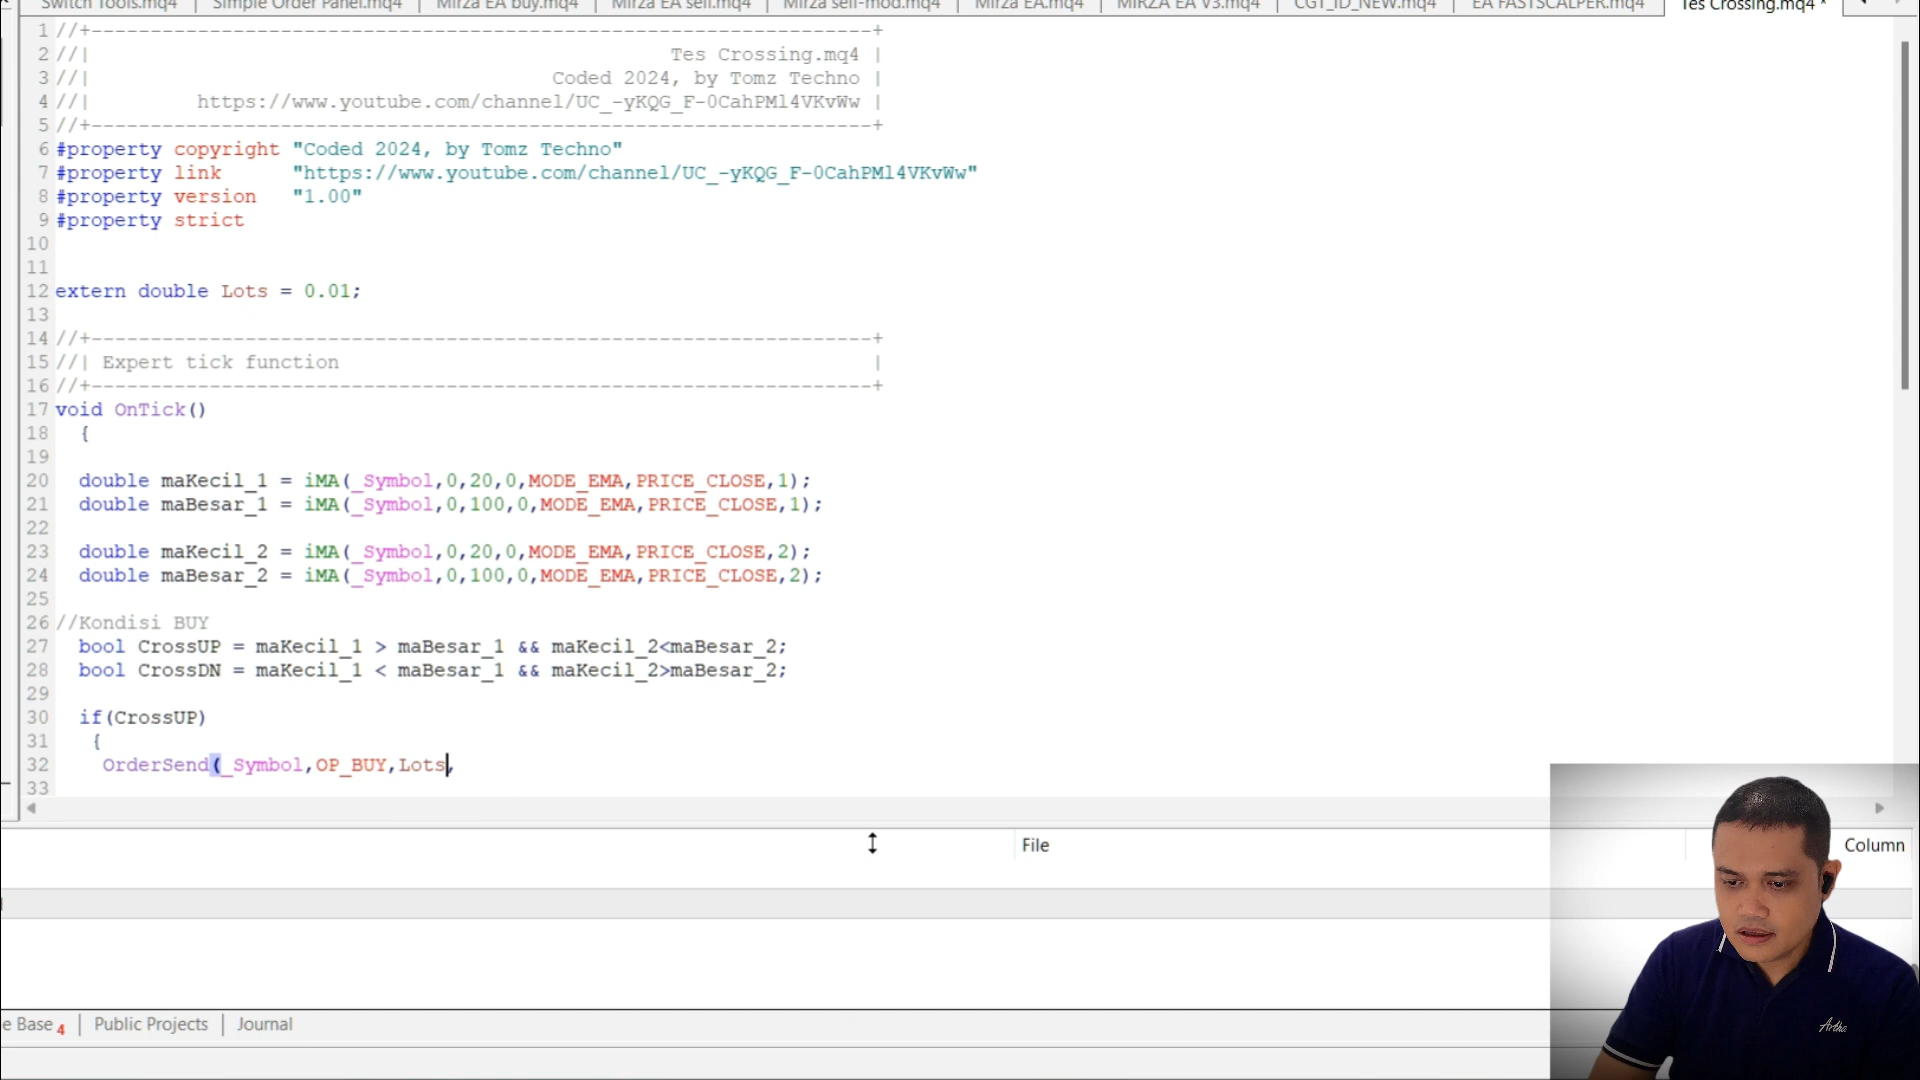 Switch Tools.mq4 Simple Order Panel.mq4 Mirza EA buy.mq4 Mirza EA sell.mq4 Mirza sell-mod.mq4 Mirza EA.mq4 MIRZA EA V3.mq4 CGT_ID_NEW.mq4 EA FASTSCALPER.mq4 Tes Crossing.mq4 *
1 //+------------------------------------------------------------------+
2 //| Tes Crossing.mq4 |
3 //| Coded 2024, by Tomz Techno |
4 //| https://www.youtube.com/channel/UC_-yKQG_F-0CahPMl4VKvWw |
5 //+------------------------------------------------------------------+
6 #property copyright "Coded 2024, by Tomz Techno"
7 #property link "https://www.youtube.com/channel/UC_-yKQG_F-0CahPMl4VKvWw"
8 #property version "1.00"
9 #property strict
10
11
12 extern double Lots = 0.01;
13
14 //+------------------------------------------------------------------+
15 //| Expert tick function |
16 //+------------------------------------------------------------------+
17 void OnTick()
18 {
19
20 double maKecil_1 = iMA(_Symbol,0,20,0,MODE_EMA,PRICE_CLOSE,1);
21 double maBesar_1 = iMA(_Symbol,0,100,0,MODE_EMA,PRICE_CLOSE,1);
22
23 double maKecil_2 = iMA(_Symbol,0,20,0,MODE_EMA,PRICE_CLOSE,2);
24 double maBesar_2 = iMA(_Symbol,0,100,0,MODE_EMA,PRICE_CLOSE,2);
25
26 //Kondisi BUY
27 bool CrossUP = maKecil_1 > maBesar_1 && maKecil_2<maBesar_2;
28 bool CrossDN = maKecil_1 < maBesar_1 && maKecil_2>maBesar_2;
29
30 if(CrossUP)
31 {
32 OrderSend(_Symbol,OP_BUY,Lots,
33
File Column
e Base 4 Public Projects Journal
Artha